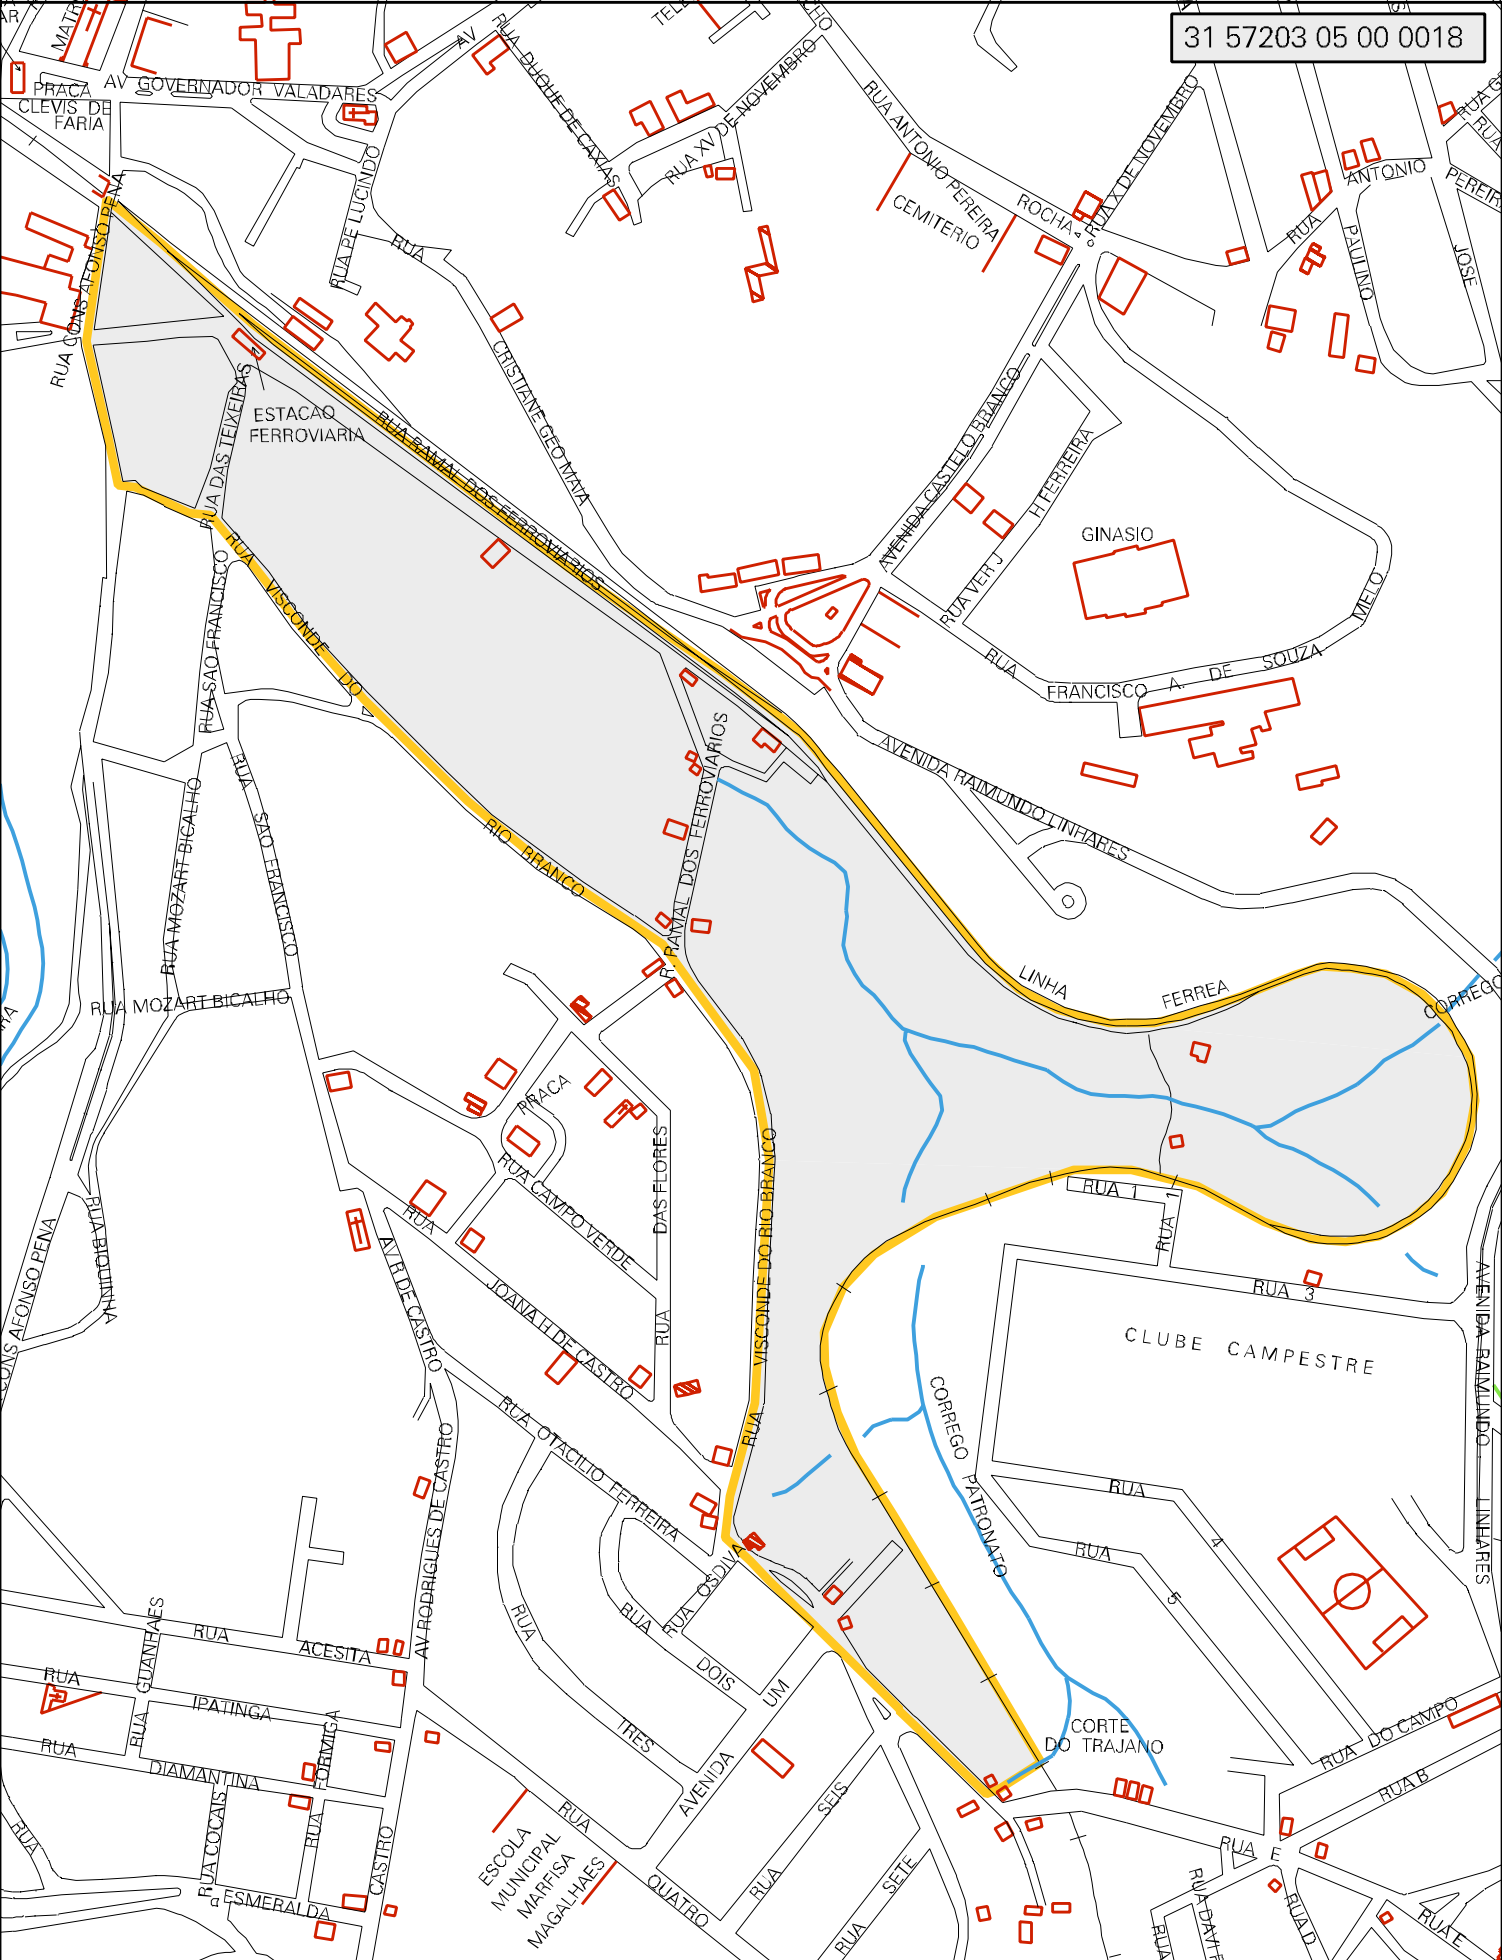 31 57203 05 00 0018
TELE
AV
MATR
AV GOVERNADOR VALADARES
PRACA
CLEVIS DE
FARIA
RUA DUQUE DE CAXIAS
RUA XV DE NOVEMBRO
RUA ANTONIO PEREIRA
ROCHA
CEMITERIO
RUA X DE NOVEMBRO
RUA
ANTONIO
PEREIRA
PAULINO
JOSE
RUA
RUA PE LUCINDO
RUA
CRISTIANE GEO MAIA
RUA CONS AFONSO PENA
RUA DAS TEIXEIRAS
ESTACAO
FERROVIARIA
RUA RAMAL DOS FERROVIARIOS
AVENIDA CASTELO BRANCO
H FERREIRA
RUA VER J
GINASIO
MELO
RUA
FRANCISCO A. DE SOUZA
RUA SAO FRANCISCO
RUA VISCONDE DO
RIO BRANCO
AVENIDA RAIMUNDO LINHARES
R. RAMAL DOS FERROVIARIOS
RUA
SAO FRANCISCO
RUA MOZART BICALHO
RUA MOZART BICALHO
LINHA
FERREA
CORREGO
PRACA
RUA CAMPO VERDE
DAS FLORES
RUA
RUA
JOANA H DE CASTRO
RUA BIQUINHA
CONS AFONSO PENA
AV R DE CASTRO
RUA
VISCONDE DO RIO BRANCO
RUA 1
RUA 1
RUA 3
CLUBE CAMPESTRE
AVENIDA RAIMUNDO LINHARES
CORREGO PATRONATO
RUA
4
RUA
5
RUA OTACILIO FERREIRA
AV RODRIGUES DE CASTRO
RUA OSDIVA
RUA
DOIS
RUA
TRES
AVENIDA
UM
RUA
ACESITA
RUA
GUANHAES
RUA
IPATINGA
RUA
DIAMANTINA
RUA
FORMIGA
RUA COCAIS
CASTRO
ESMERALDA
RUA
RUA
QUATRO
ESCOLA
MUNICIPAL
MARFISA
MAGALHAES
RUA
SEIS
RUA
SETE
CORTE
DO TRAJANO
RUA DO CAMPO
RUA B
RUA E
RUA DAVI
RUA D
RUA E
RUA